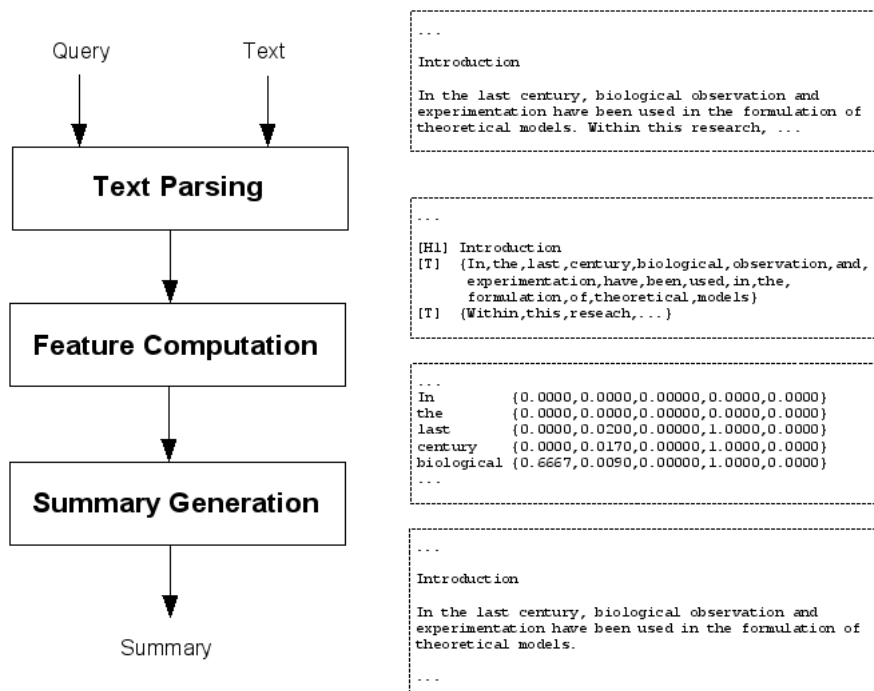 Query Text
Text Parsing
Feature Computation
Summary Generation
Summary
...
Introduction
In the last century, biological observation and
experimentation have been used in the formulation of
theoretical models. Within this research, ...
...
[H1] Introduction
[T] {In,the,last,century,biological,observation,and,
experimentation,have,been,used,in,the,
formulation,of,theoretical,models}
[T] {Within,this,reseach,...}
...
In {0.0000,0.0000,0.00000,0.0000,0.0000}
the {0.0000,0.0000,0.00000,0.0000,0.0000}
last {0.0000,0.0200,0.00000,1.0000,0.0000}
century {0.0000,0.0170,0.00000,1.0000,0.0000}
biological {0.6667,0.0090,0.00000,1.0000,0.0000}
...
...
Introduction
In the last century, biological observation and
experimentation have been used in the formulation of
theoretical models.
...